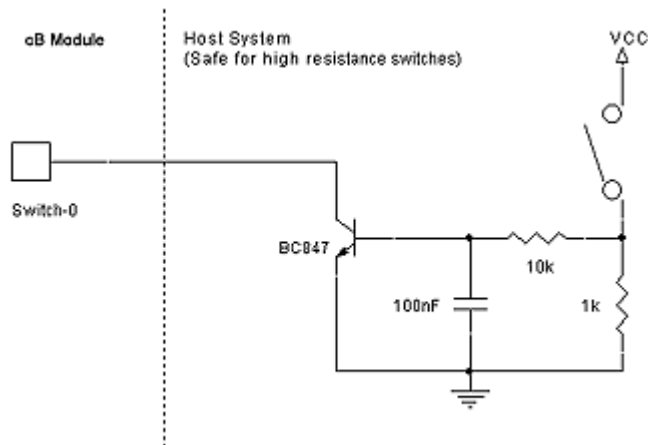 oB Module
Host System
(Safe for high resistance switches)
VCC
Switch-0
BC847
10k
100nF
1k